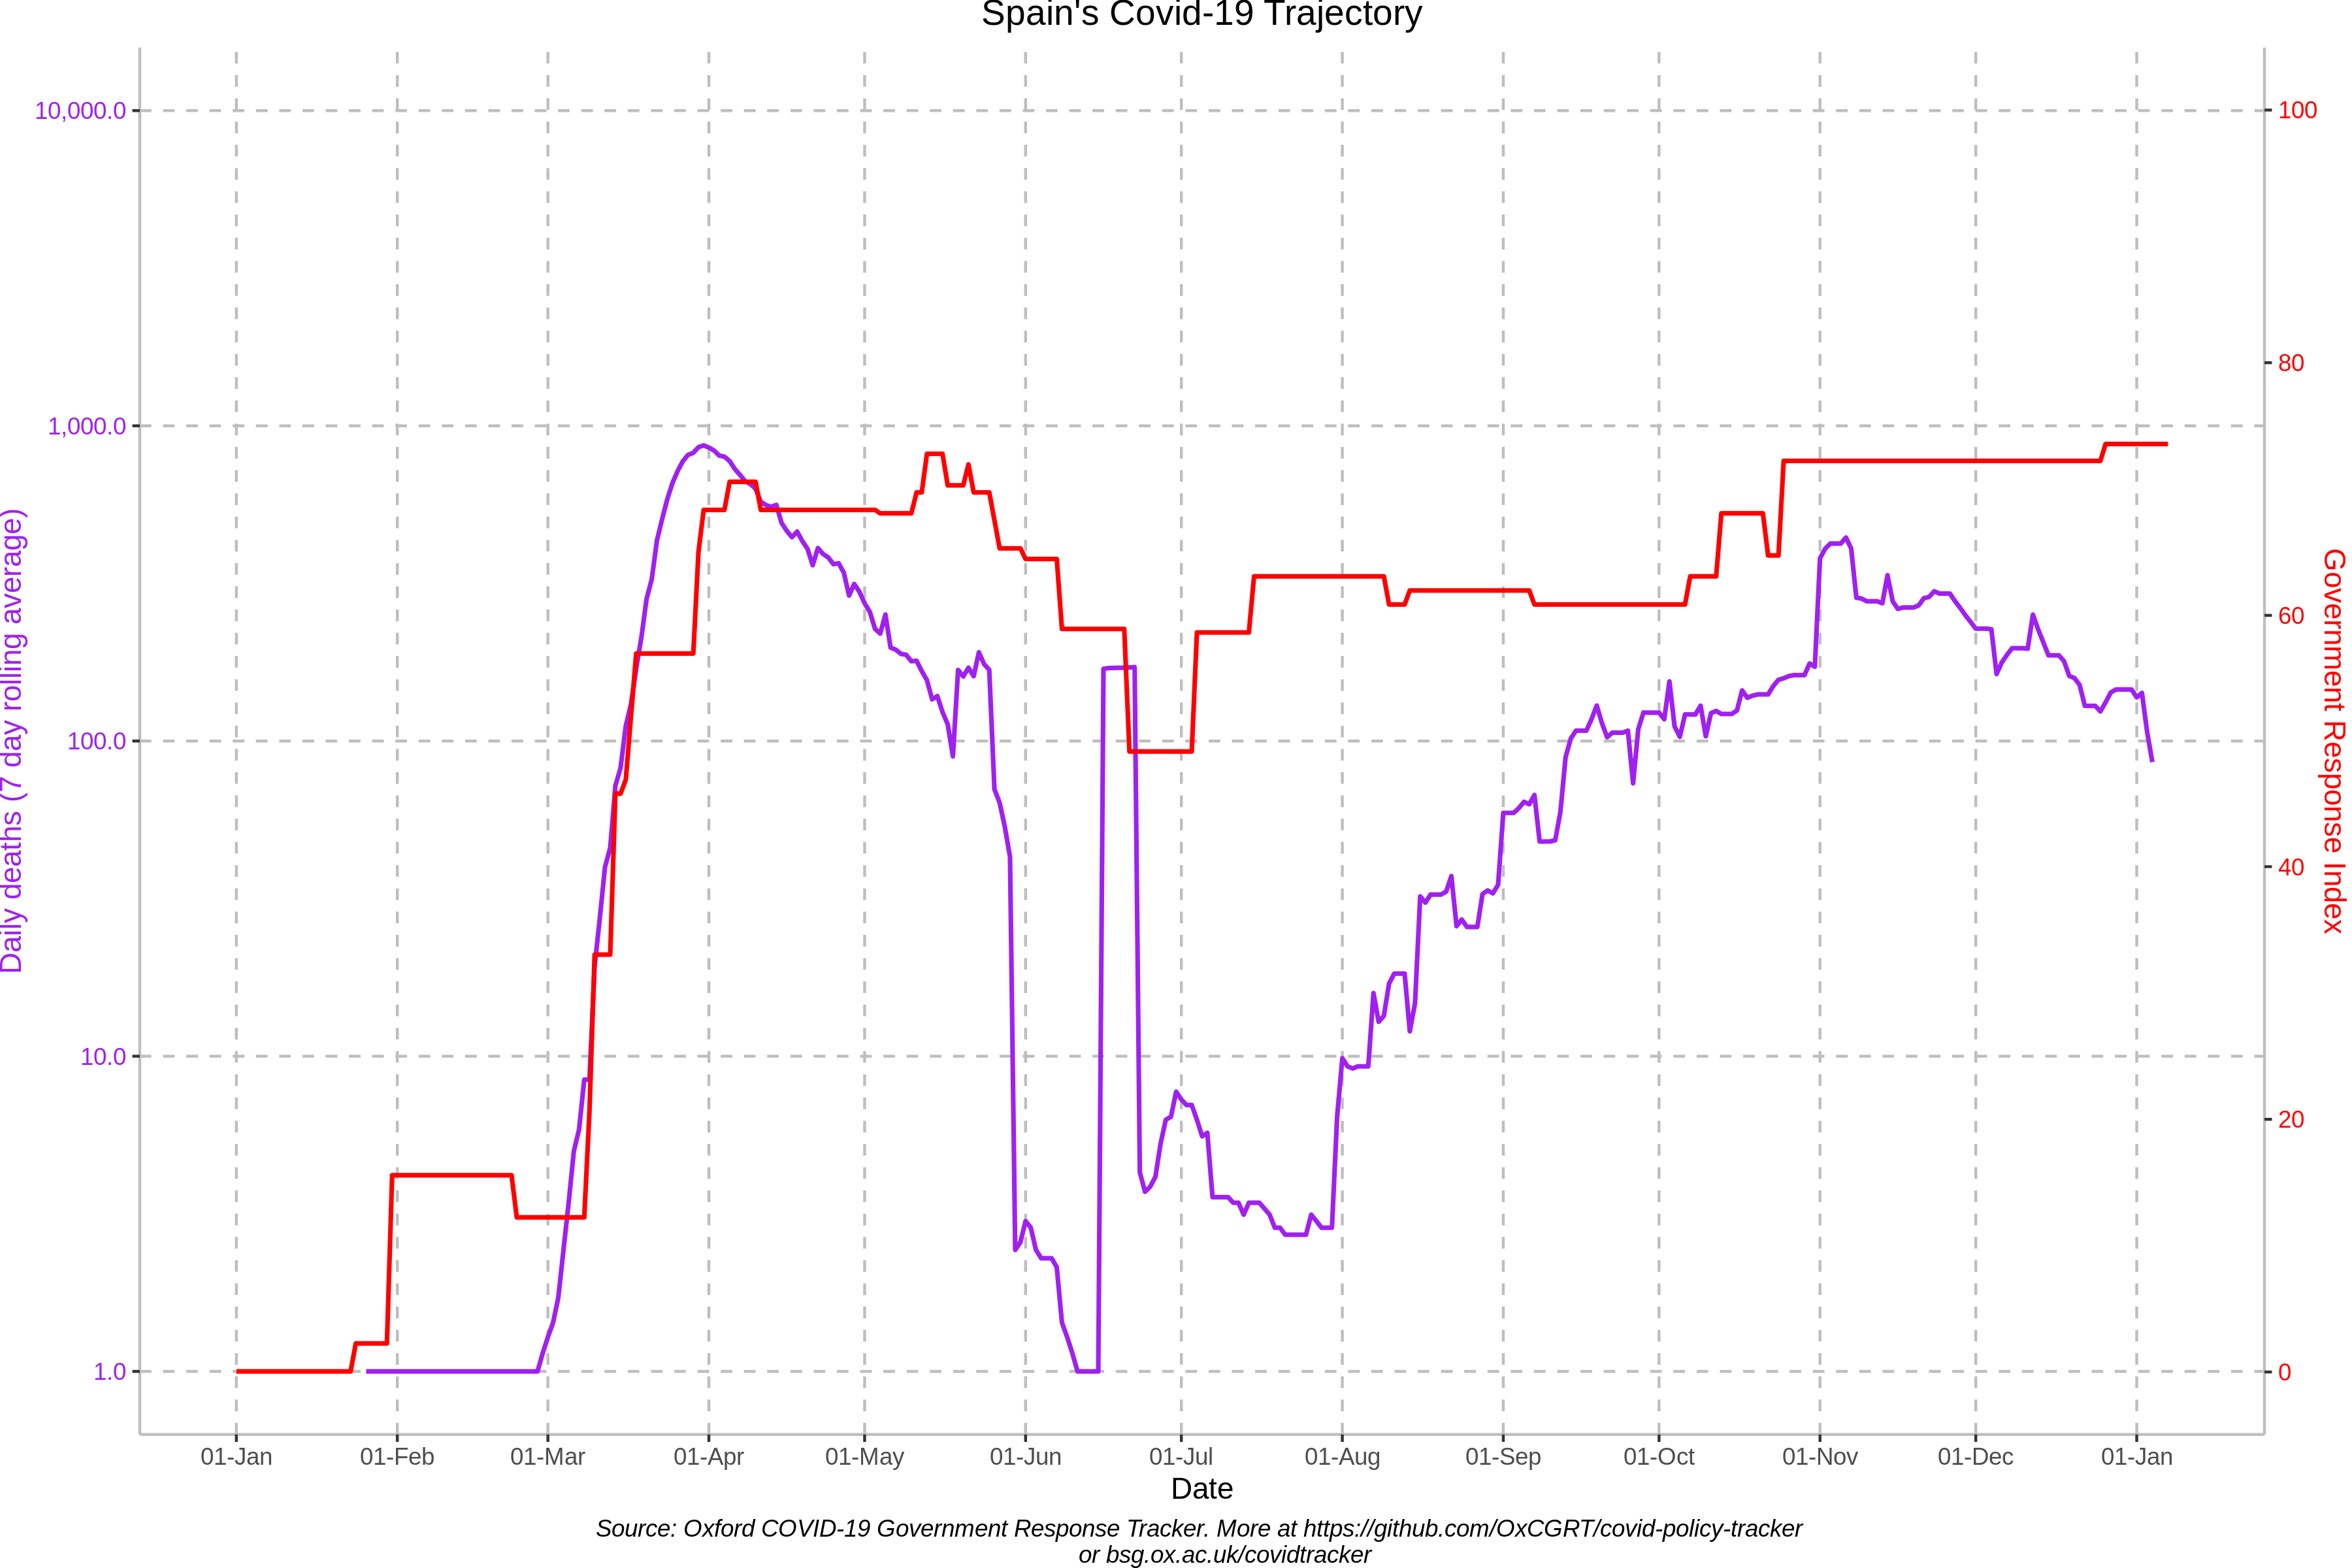 Spain's Covid-19 Trajectory
10,000.0
1,000.0
100.0
10.0
1.0
Daily deaths (7 day rolling average)
100
80
60
40
20
0
Government Response Index
01-Jan 01-Feb 01-Mar 01-Apr 01-May 01-Jun 01-Jul 01-Aug 01-Sep 01-Oct 01-Nov 01-Dec 01-Jan
Date
Source: Oxford COVID-19 Government Response Tracker. More at https://github.com/OxCGRT/covid-policy-tracker
or bsg.ox.ac.uk/covidtracker